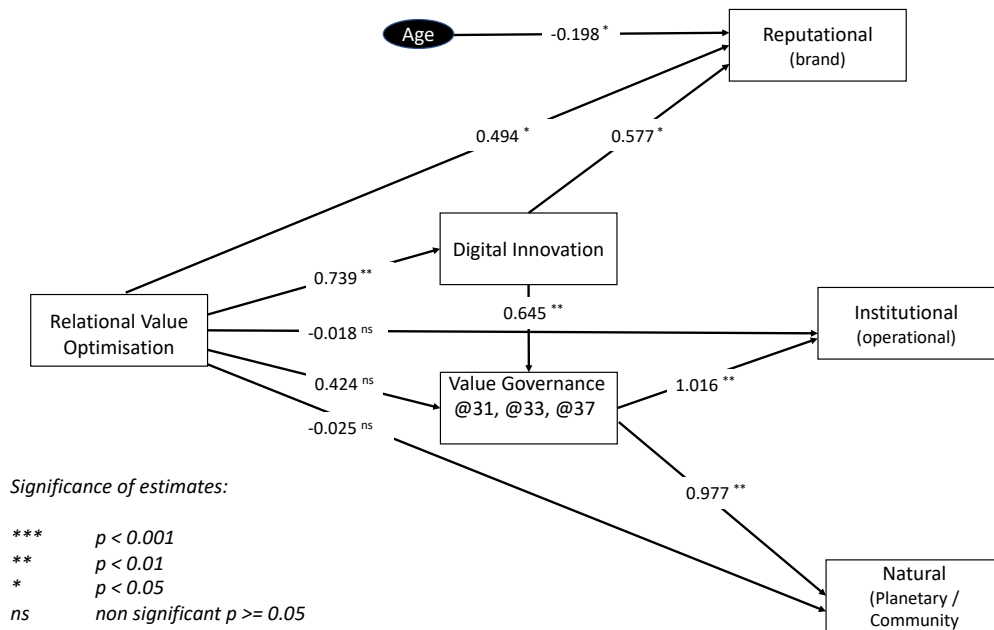 Age
-0.198 *
Reputational
(brand)
0.494 *
0.577 *
Digital Innovation
0.739 **
0.645 **
Relational Value
Optimisation
-0.018 ns
Institutional
(operational)
0.424 ns
Value Governance
@31, @33, @37
1.016 **
-0.025 ns
0.977 **
Significance of estimates:
*** p < 0.001
** p < 0.01
* p < 0.05
ns non significant p >= 0.05
Natural
(Planetary /
Community